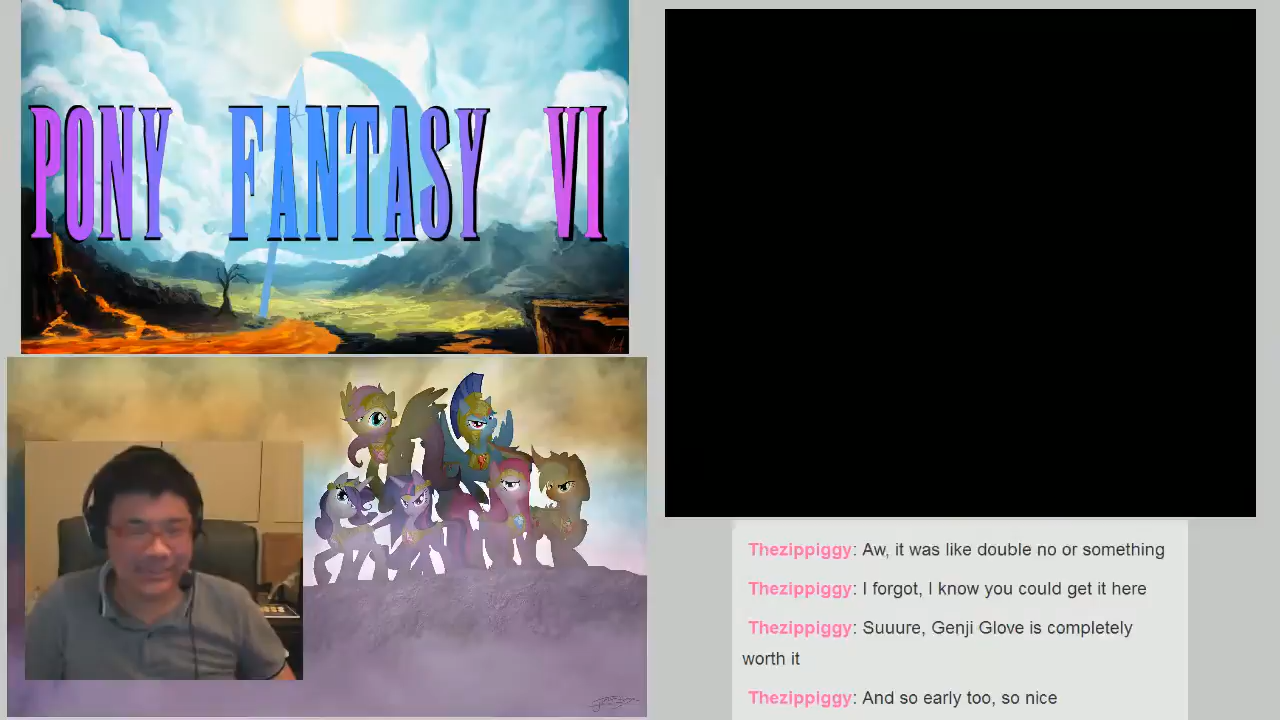 PONY FANTASY VI
Thezippiggy: Aw, it was like double no or something
Thezippiggy: I forgot, I know you could get it here
Thezippiggy: Suuure, Genji Glove is completely
worth it
Thezippiggy: And so early too, so nice